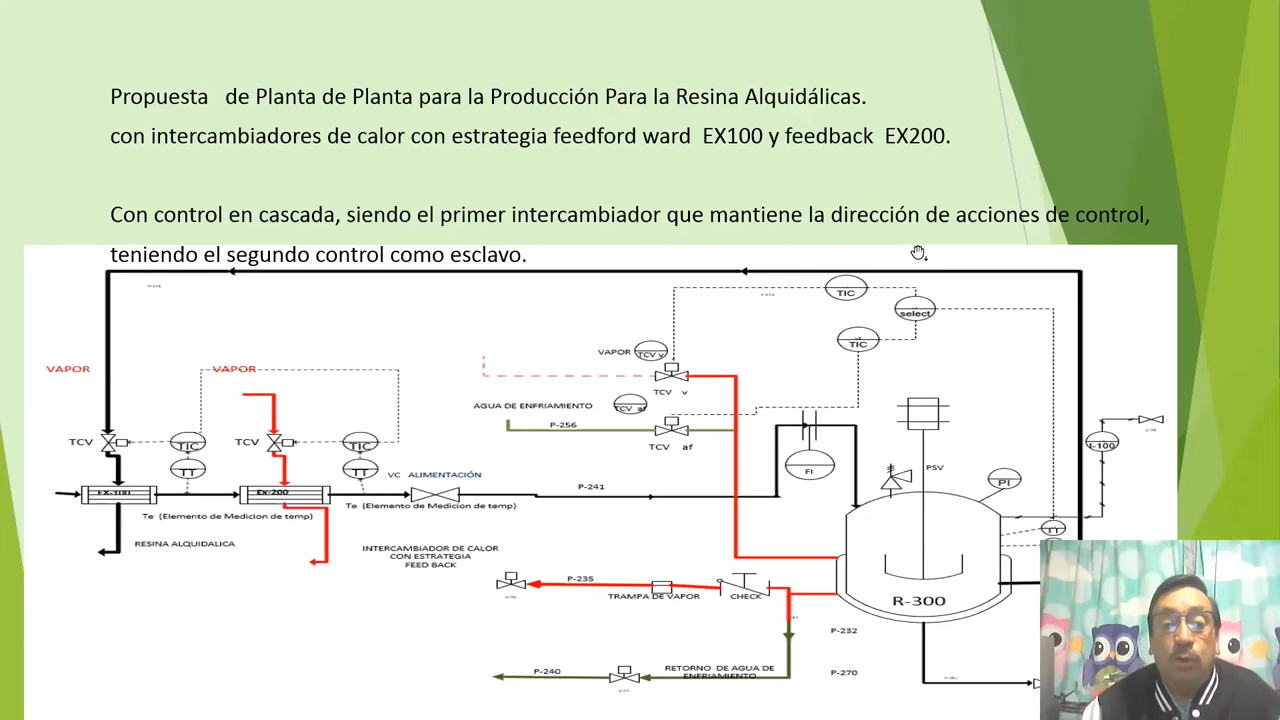 Propuesta de Planta de Planta para la Producción Para la Resina Alquidálicas.
con intercambiadores de calor con estrategia feedford ward EX100 y feedback EX200.
Con control en cascada, siendo el primer intercambiador que mantiene la dirección de acciones de control,
teniendo el segundo control como esclavo.
TIC
select
TIC
VAPOR
TCV v
VAPOR
VAPOR
TCV v
AGUA DE ENFRIAMIENTO
TCV af
P-256
TCV af
TCV
TIC
TCV
TIC
I-100
TT
TT
VC ALIMENTACIÓN
FI
PSV
PI
P-241
EX-100
Ex-200
Te (Elemento de Medicion de temp)
Te (Elemento de Medicion de temp)
TT
RESINA ALQUIDALICA
INTERCAMBIADOR DE CALOR
CON ESTRATEGIA
FEED BACK
P-235
TRAMPA DE VAPOR
CHECK
R-300
P-232
P-240
RETORNO DE AGUA DE
ENFRIAMIENTO
P-270